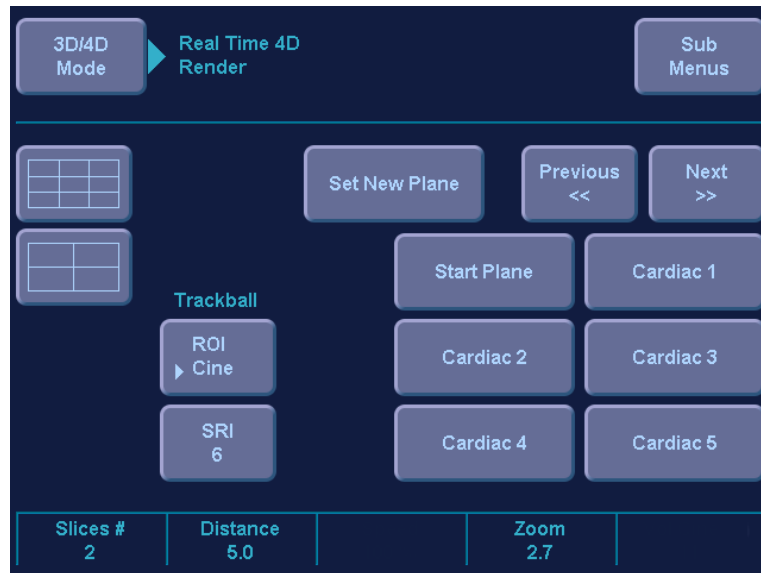 3D/4D
Mode
Real Time 4D
Render
Sub
Menus
Set New Plane
Previous
<<
Next
>>
Start Plane
Cardiac 1
Trackball
ROI
Cine
Cardiac 2
Cardiac 3
SRI
6
Cardiac 4
Cardiac 5
Slices #
2
Distance
5.0
Zoom
2.7